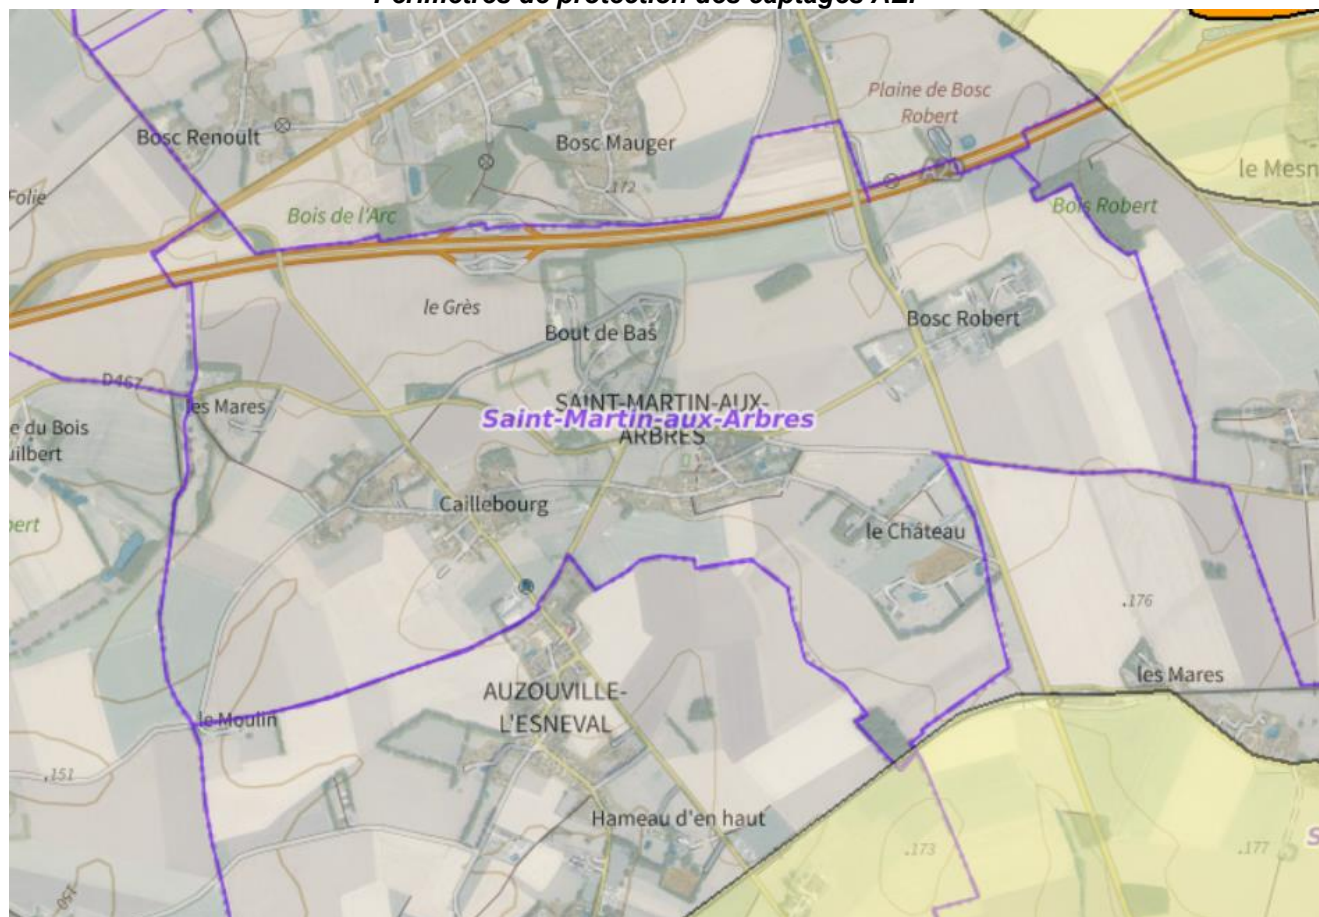 Périmètres de protection des captages AEP
Plaine de Bosc
Robert
Bosc Renoult
Bosc Mauger
le Mesn
.172
Folie
Bois de l'Arc
Bois Robert
le Grès
Bout de Bas
Bosc Robert
D467
les Mares
SAINT-MARTIN-AUX-
ARBRES
Saint-Martin-aux-Arbres
e du Bois
uilbert
Caillebourg
bert
le Château
.176
les Mares
AUZOUVILLE-
L'ESNEVAL
le Moulin
.151
Hameau d'en haut
.173
.177
S
150